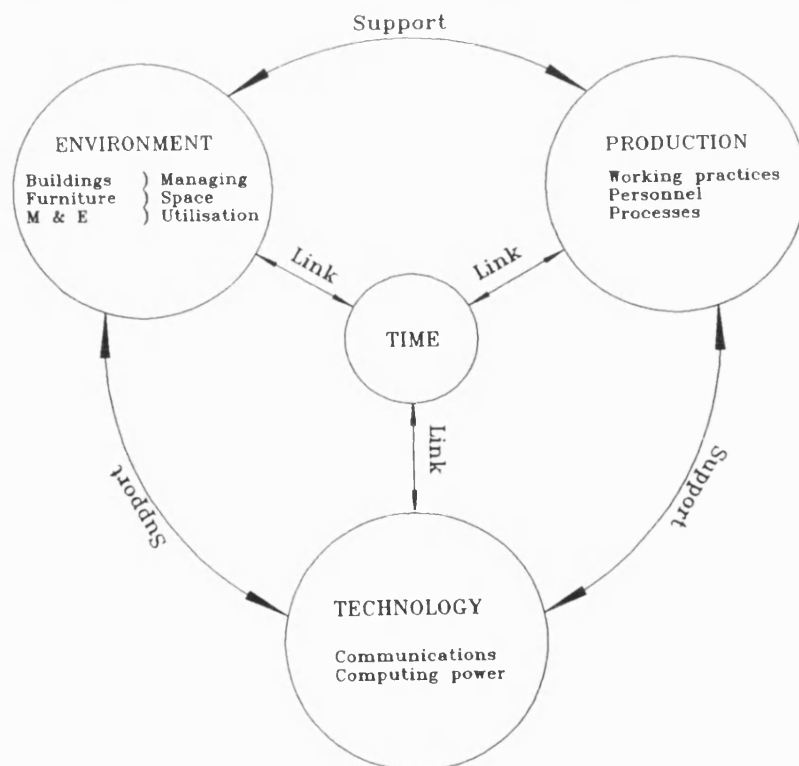 Support
ENVIRONMENT
Buildings ) Managing
Furniture ) Space
M & E ) Utilisation
PRODUCTION
Working practices
Personnel
Processes
Link
Link
TIME
Link
Support
Support
TECHNOLOGY
Communications
Computing power